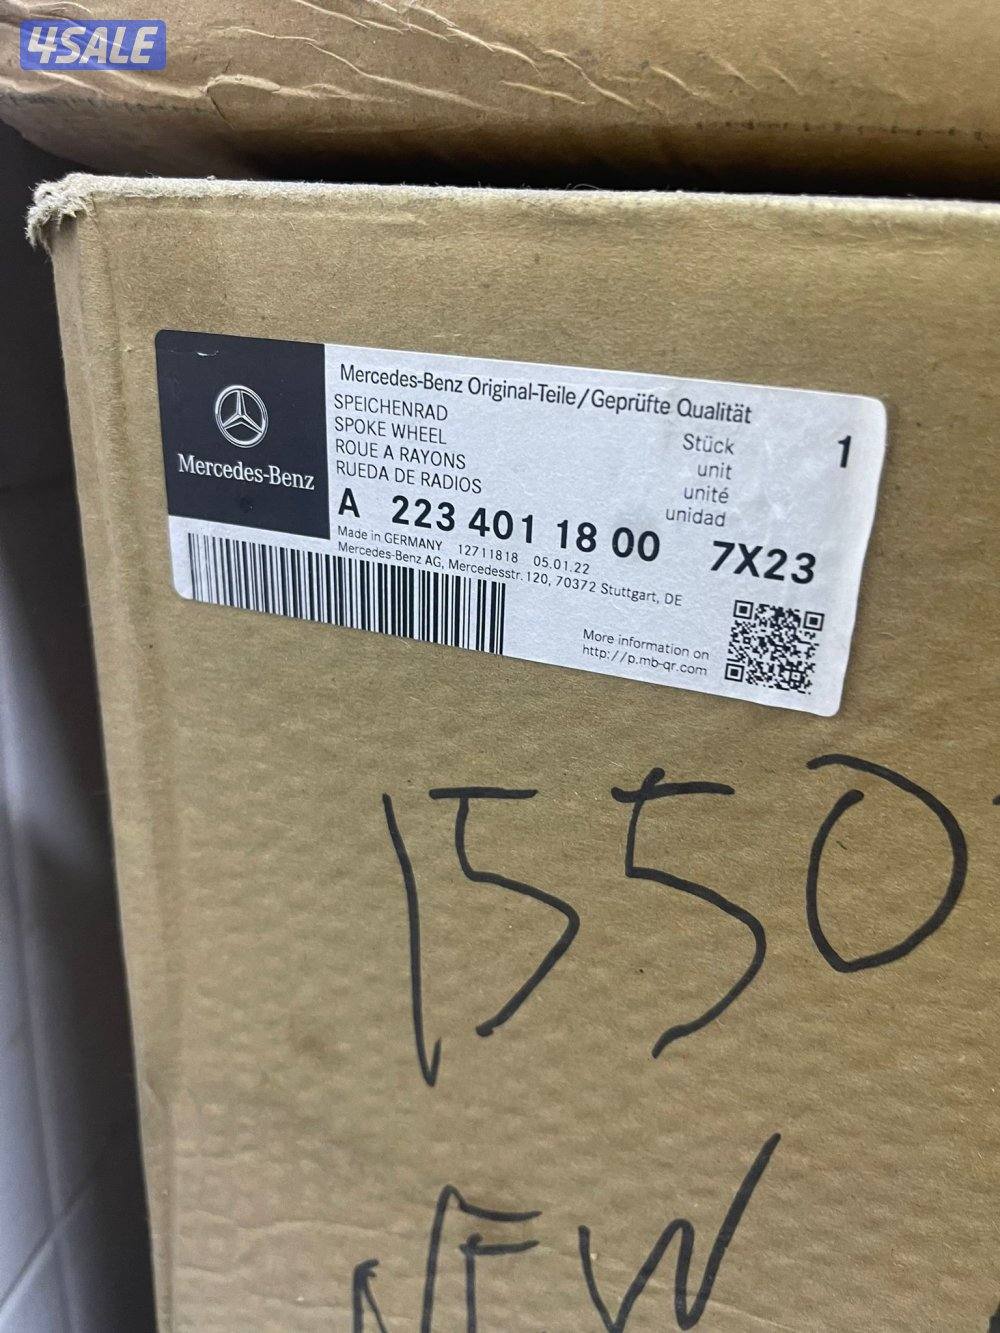 4SALE
Mercedes-Benz
Mercedes-Benz Original-Teile/Geprüfte Qualität
SPEICHENRAD
SPOKE WHEEL
ROUE A RAYONS
RUEDA DE RADIOS
Stück 1
unit
unité
unidad
A 223 401 18 00 7X23
Made in GERMANY 12711818 05.01.22
Mercedes-Benz AG, Mercedesstr. 120, 70372 Stuttgart, DE
More information on
http://p.mb-qr.com
1550
NEW